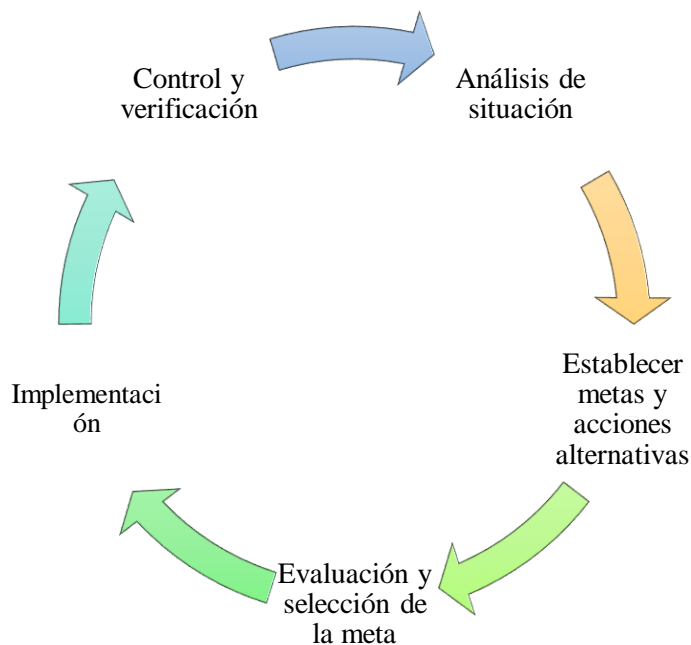 Control y
verificación
Análisis de
situación
Establecer
metas y
acciones
alternativas
Evaluación y
selección de
la meta
Implementaci
ón